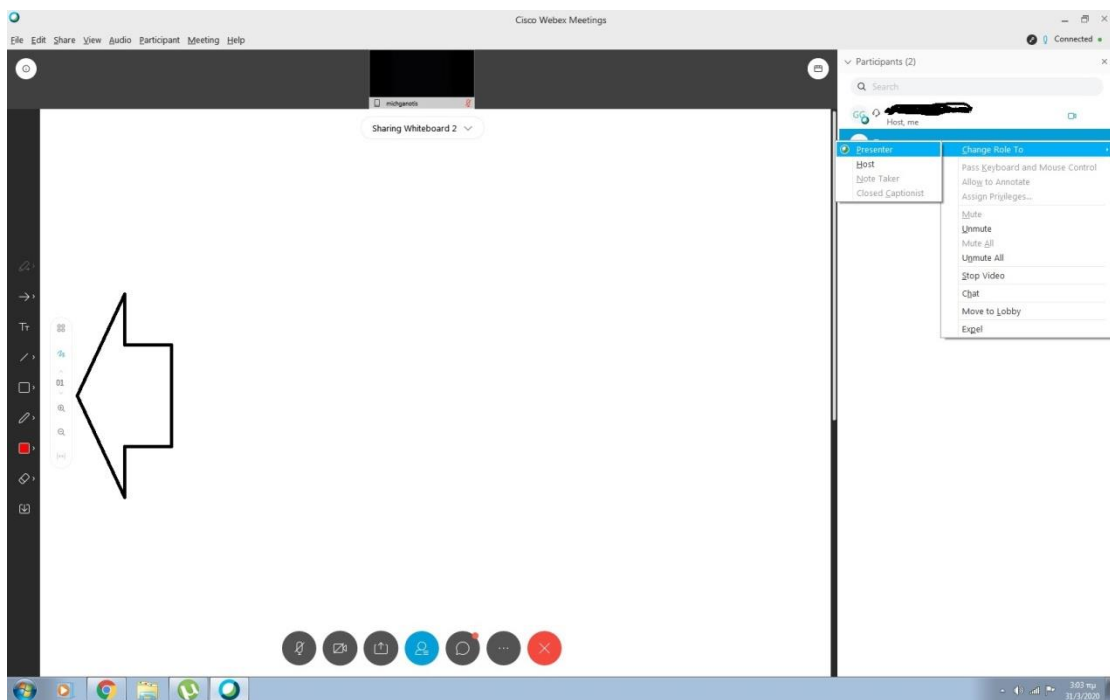 Cisco Webex Meetings
File Edit Share View Audio Participant Meeting Help
Connected
Participants (2)
Search
michganotis
Host, me
Sharing Whiteboard 2
Presenter
Host
Note Taker
Closed Captionist
Change Role To
Pass Keyboard and Mouse Control
Allow to Annotate
Assign Privileges...
Mute
Unmute
Mute All
Unmute All
Stop Video
Chat
Move to Lobby
Expel
Tт
01
3:03 πμ
31/3/2020